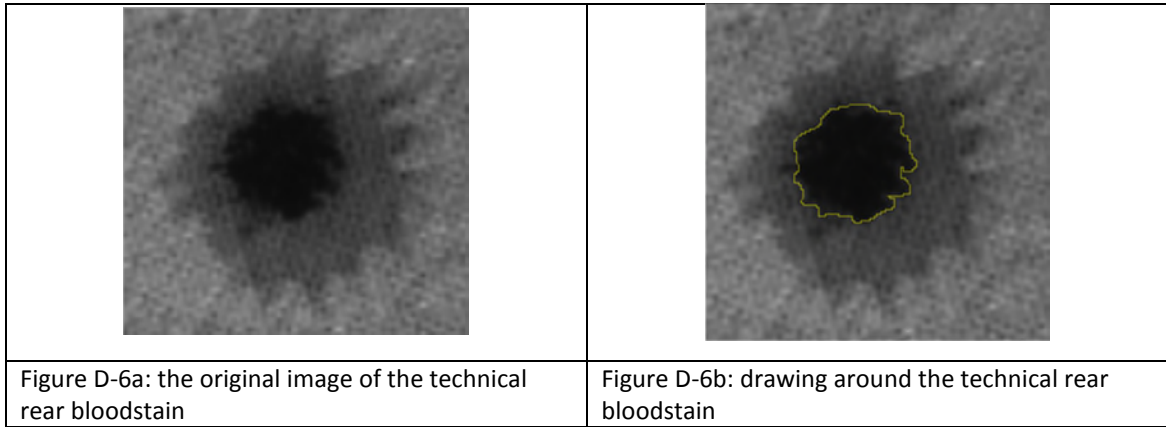 Figure D-6a: the original image of the technical
rear bloodstain
Figure D-6b: drawing around the technical rear
bloodstain